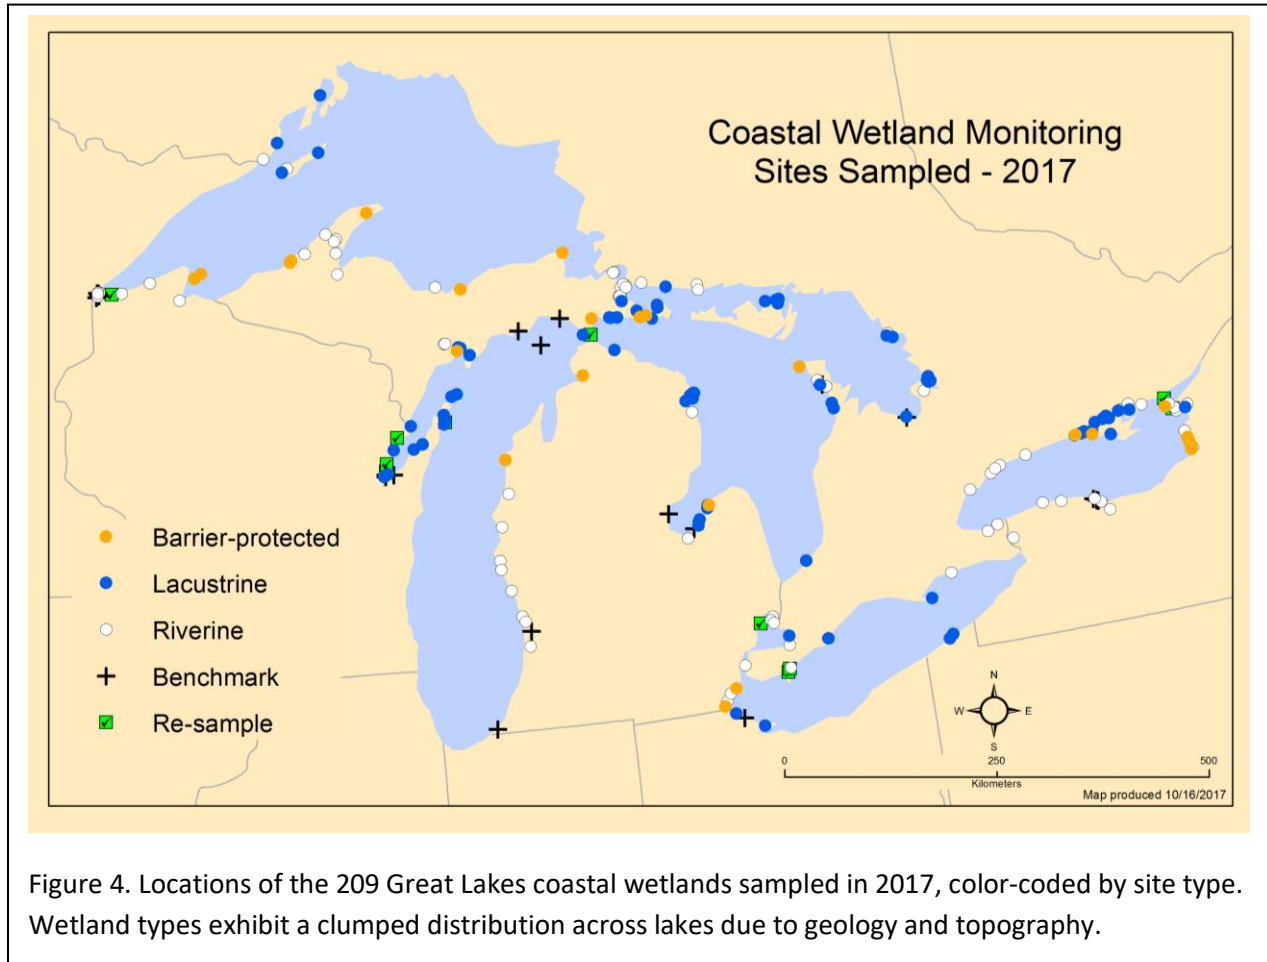 Coastal Wetland Monitoring
Sites Sampled - 2017
Barrier-protected
Lacustrine
Riverine
Benchmark
Re-sample
N
W
E
S
0
250
500
Kilometers
Map produced 10/16/2017
Figure 4. Locations of the 209 Great Lakes coastal wetlands sampled in 2017, color-coded by site type.
Wetland types exhibit a clumped distribution across lakes due to geology and topography.